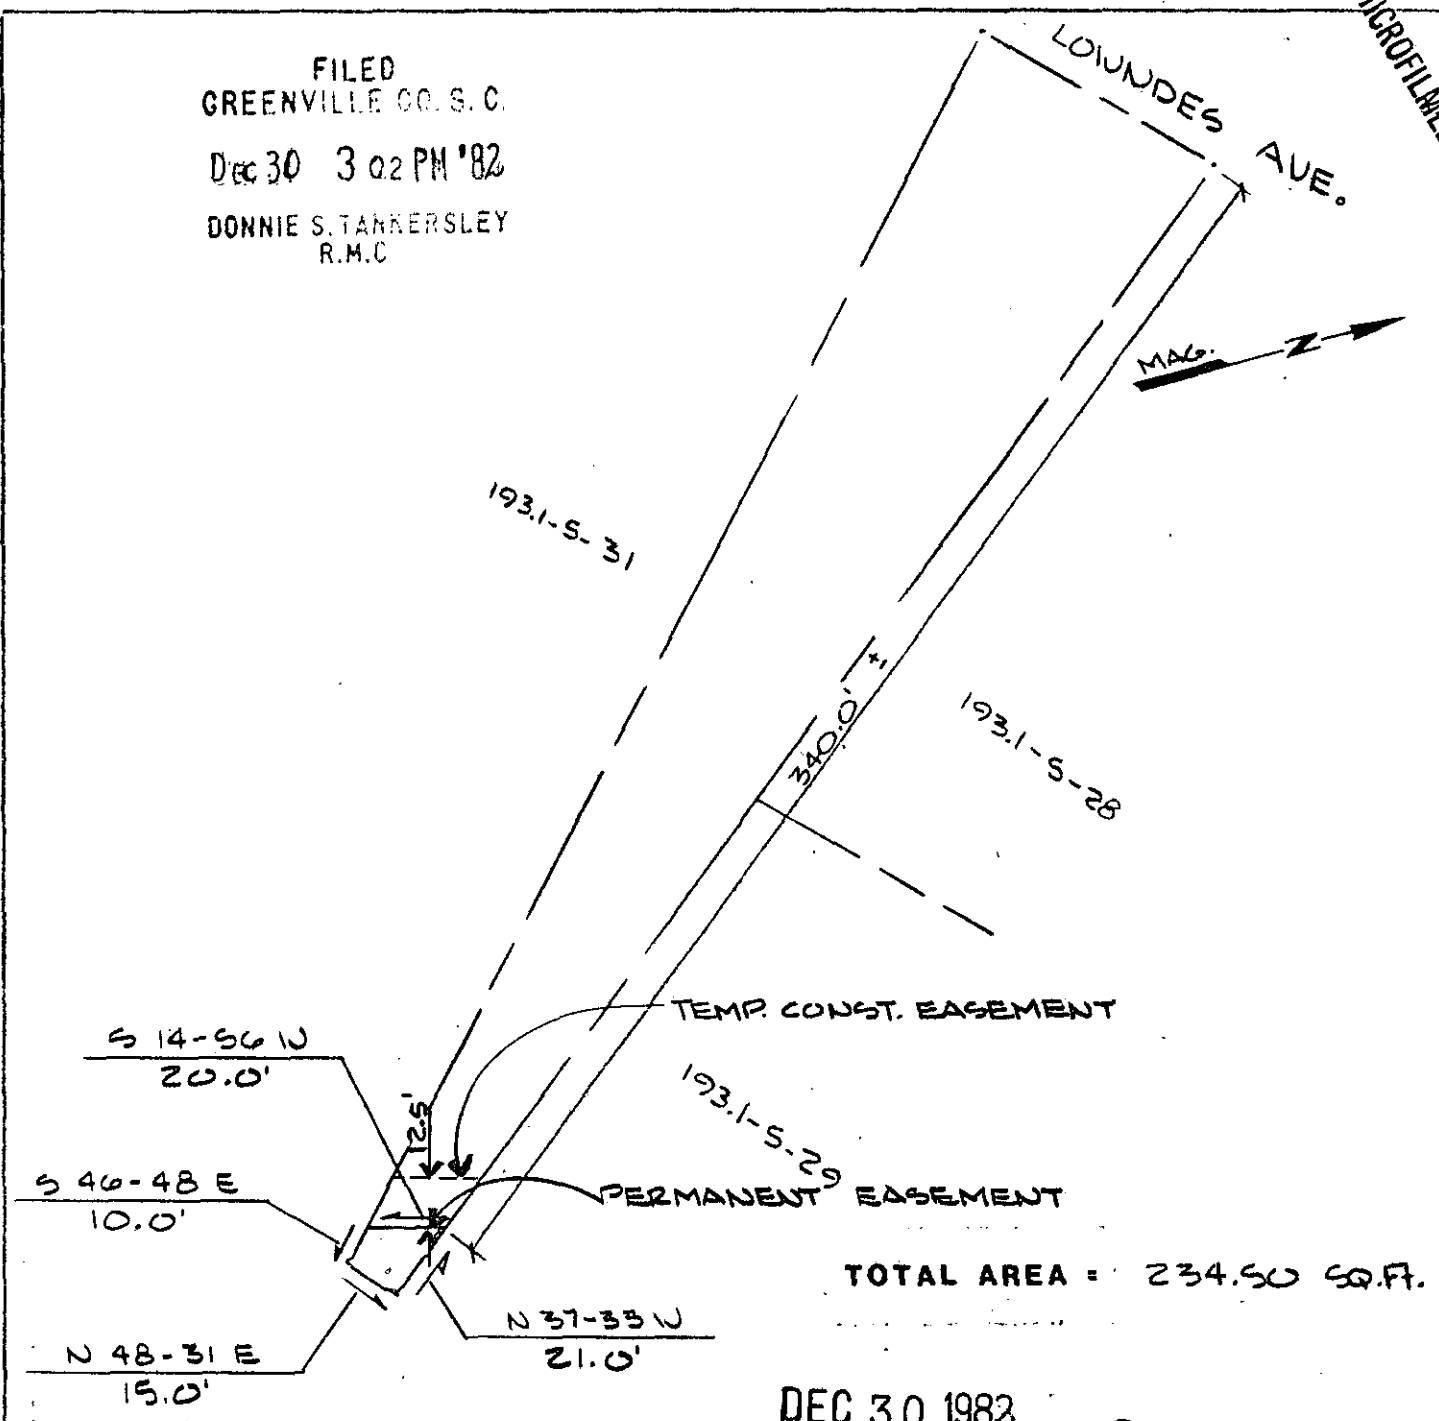 FILED
GREENVILLE CO. S. C.
Dec 30 3 02 PM '82
DONNIE S. TANKERSLEY
R.M.C
LOWNDES AVE.
MAG. N
193.1-5-31
340.0' ±
193.1-5-28
TEMP. CONST. EASEMENT
S 14-56 W
20.0'
12.5'
193.1-5-29
S 46-48 E
10.0'
PERMANENT EASEMENT
TOTAL AREA = 234.50 SQ.FT.
N 37-33 W
21.0'
N 48-31 E
15.0'
DEC 30 1982